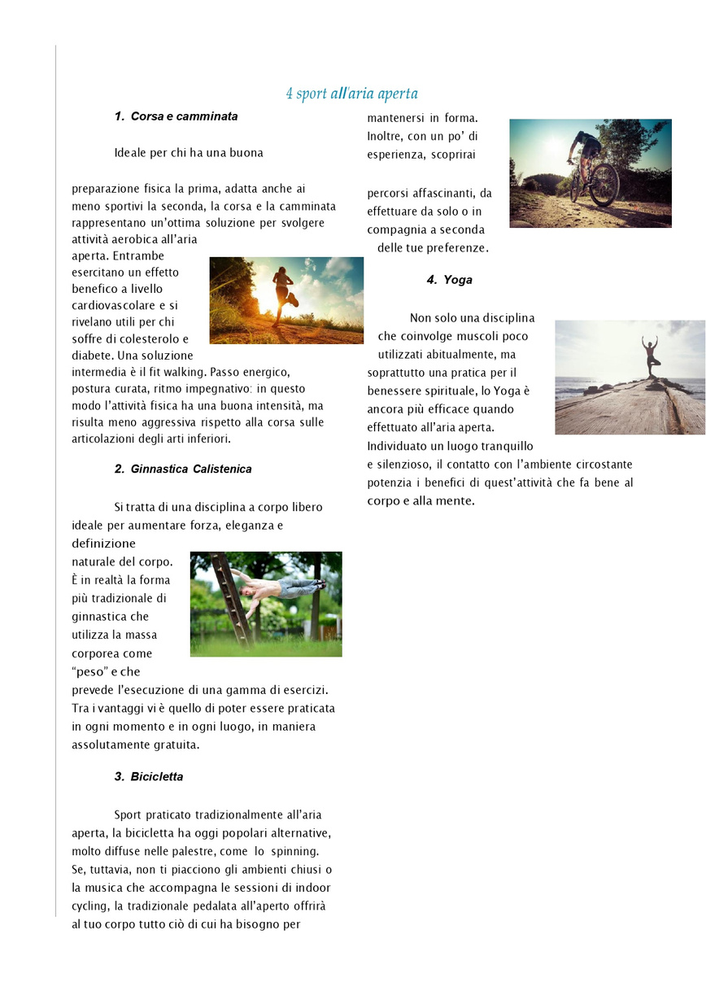 4 sport all'aria aperta
1. Corsa e camminata
Ideale per chi ha una buona
preparazione fisica la prima, adatta anche ai
meno sportivi la seconda, la corsa e la camminata
rappresentano un’ottima soluzione per svolgere
attività aerobica all’aria
aperta. Entrambe
esercitano un effetto
benefico a livello
cardiovascolare e si
rivelano utili per chi
soffre di colesterolo e
diabete. Una soluzione
intermedia è il fit walking. Passo energico,
postura curata, ritmo impegnativo: in questo
modo l’attività fisica ha una buona intensità, ma
risulta meno aggressiva rispetto alla corsa sulle
articolazioni degli arti inferiori.
2. Ginnastica Calistenica
Si tratta di una disciplina a corpo libero
ideale per aumentare forza, eleganza e
definizione
naturale del corpo.
È in realtà la forma
più tradizionale di
ginnastica che
utilizza la massa
corporea come
“peso” e che
prevede l’esecuzione di una gamma di esercizi.
Tra i vantaggi vi è quello di poter essere praticata
in ogni momento e in ogni luogo, in maniera
assolutamente gratuita.
3. Bicicletta
Sport praticato tradizionalmente all’aria
aperta, la bicicletta ha oggi popolari alternative,
molto diffuse nelle palestre, come lo spinning.
Se, tuttavia, non ti piacciono gli ambienti chiusi o
la musica che accompagna le sessioni di indoor
cycling, la tradizionale pedalata all’aperto offrirà
al tuo corpo tutto ciò di cui ha bisogno per
mantenersi in forma.
Inoltre, con un po’ di
esperienza, scoprirai
percorsi affascinanti, da
effettuare da solo o in
compagnia a seconda
delle tue preferenze.
4. Yoga
Non solo una disciplina
che coinvolge muscoli poco
utilizzati abitualmente, ma
soprattutto una pratica per il
benessere spirituale, lo Yoga è
ancora più efficace quando
effettuato all’aria aperta.
Individuato un luogo tranquillo
e silenzioso, il contatto con l’ambiente circostante
potenzia i benefici di quest’attività che fa bene al
corpo e alla mente.